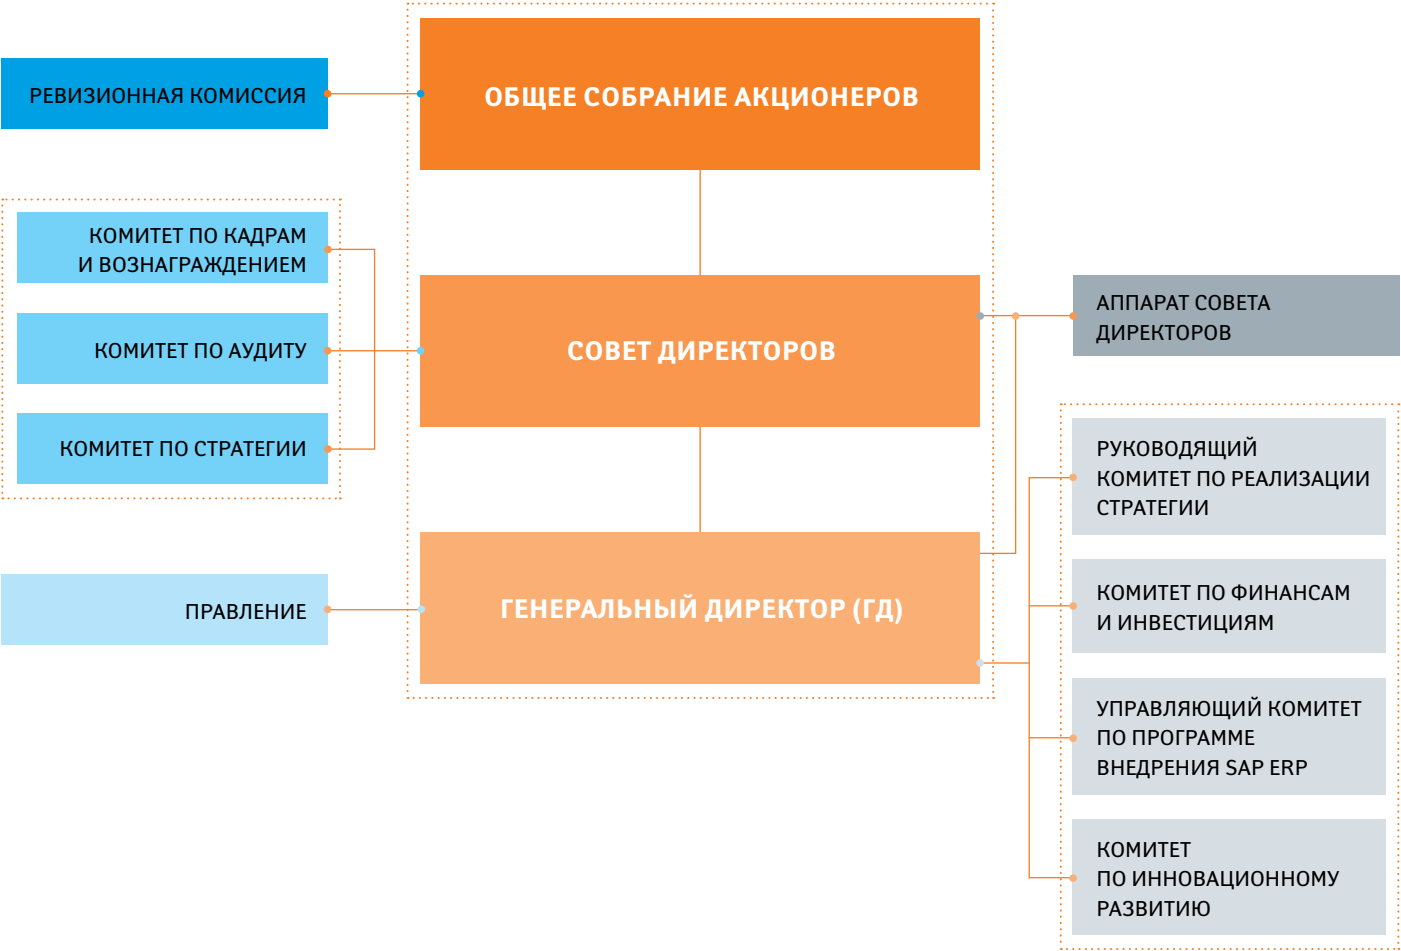 РЕВИЗИОННАЯ КОМИССИЯ
ОБЩЕЕ СОБРАНИЕ АКЦИОНЕРОВ
КОМИТЕТ ПО КАДРАМ
И ВОЗНАГРАЖДЕНИЕМ
КОМИТЕТ ПО АУДИТУ
КОМИТЕТ ПО СТРАТЕГИИ
СОВЕТ ДИРЕКТОРОВ
АППАРАТ СОВЕТА
ДИРЕКТОРОВ
ПРАВЛЕНИЕ
ГЕНЕРАЛЬНЫЙ ДИРЕКТОР (ГД)
РУКОВОДЯЩИЙ
КОМИТЕТ ПО РЕАЛИЗАЦИИ
СТРАТЕГИИ
КОМИТЕТ ПО ФИНАНСАМ
И ИНВЕСТИЦИЯМ
УПРАВЛЯЮЩИЙ КОМИТЕТ
ПО ПРОГРАММЕ
ВНЕДРЕНИЯ SAP ERP
КОМИТЕТ
ПО ИННОВАЦИОННОМУ
РАЗВИТИЮ